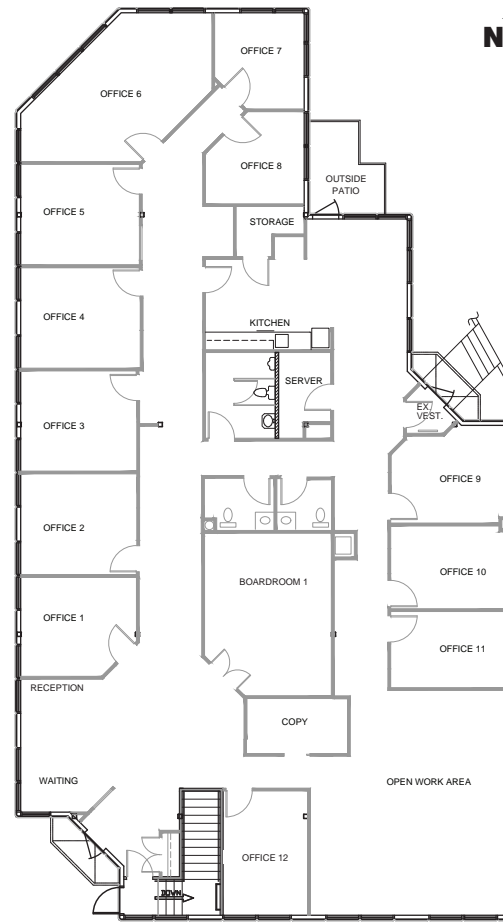 N
OFFICE 7
OFFICE 6
OFFICE 8
OUTSIDE
PATIO
OFFICE 5
STORAGE
OFFICE 4
KITCHEN
SERVER
EX./
VEST.
OFFICE 3
OFFICE 9
OFFICE 2
OFFICE 10
BOARDROOM 1
OFFICE 1
OFFICE 11
RECEPTION
COPY
WAITING
OPEN WORK AREA
OFFICE 12
DOWN